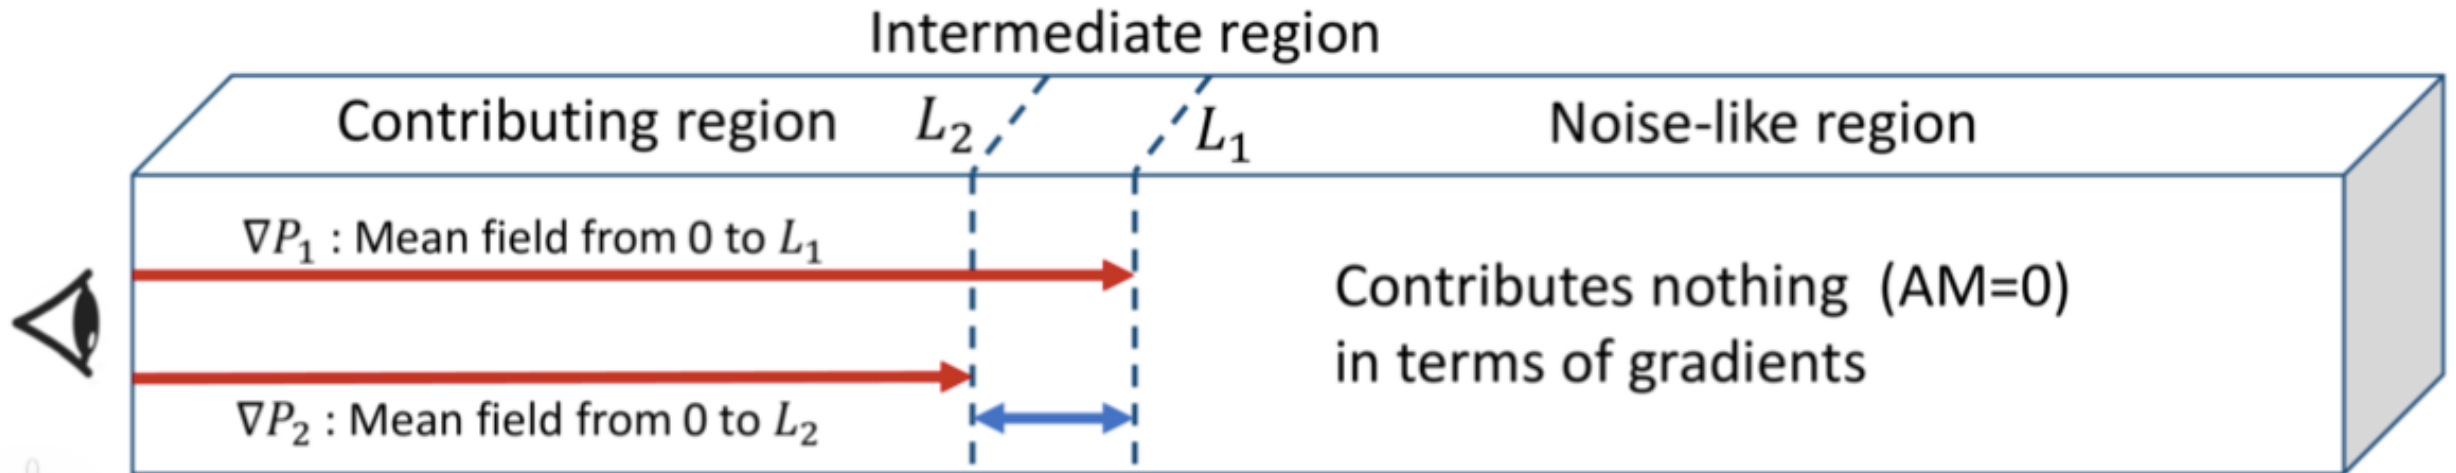 Intermediate region
Contributing region
L₂
L₁
Noise-like region
∇P₁ : Mean field from 0 to L₁
Contributes nothing (AM=0)
in terms of gradients
∇P₂ : Mean field from 0 to L₂